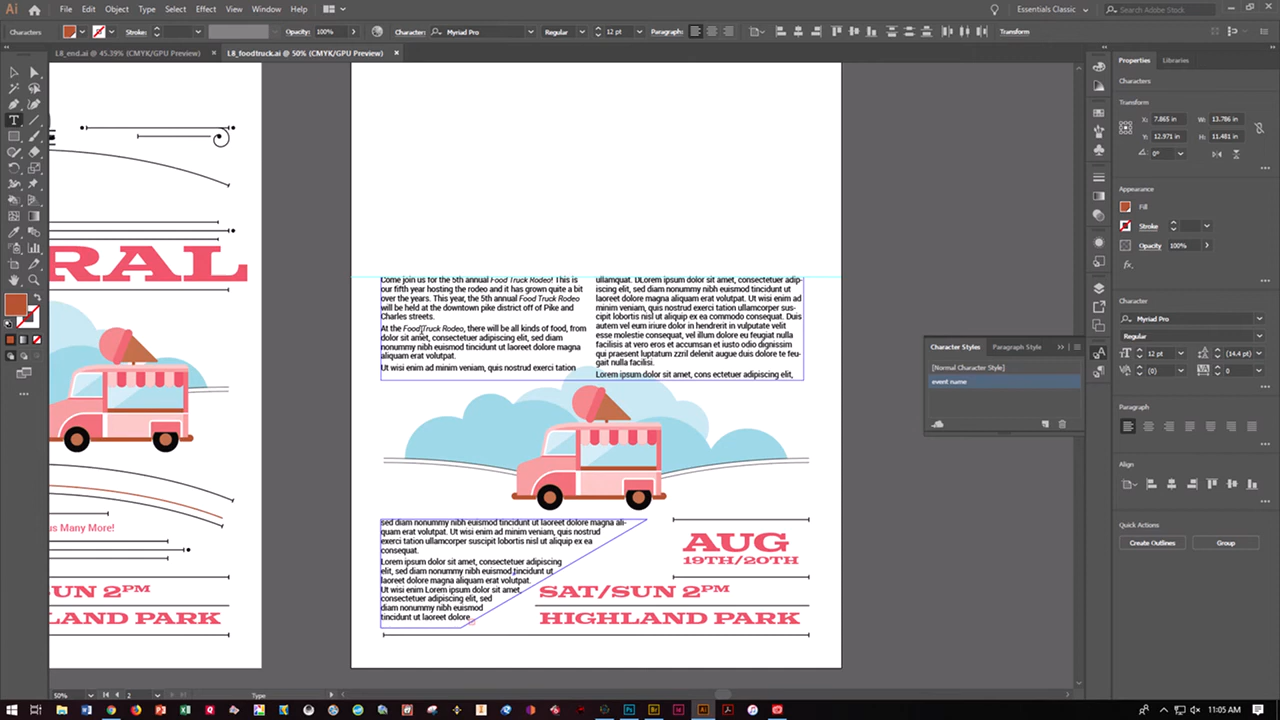 File Edit Object Type Select Effect View Window Help
Essentials Classic
Search Adobe Stock
Characters Stroke: Opacity: 100% Character: Myriad Pro Regular 12 pt Paragraphs: Transform
L8_end.ai @ 45.39% (CMYK/GPU Preview) × L8_foodtruck.ai @ 50% (CMYK/GPU Preview) ×
RAL
us Many More!
SUN 2PM
LAND PARK
Come join us for the 5th annual Food Truck Rodeo! This is
our fifth year hosting the rodeo and it has grown quite a bit
over the years. This year, the 5th annual Food Truck Rodeo
will be held at the downtown pike district off of Pike and
Charles streets.
At the Food Truck Rodeo, there will be all kinds of food, from
dolor sit amet, consectetuer adipiscing elit, sed diam
nonummy nibh euismod tincidunt ut laoreet dolore magna
aliquam erat volutpat.
Ut wisi enim ad minim veniam, quis nostrud exerci tation
ullamquat. DLorem ipsum dolor sit amet, consectetuer adip-
iscing elit, sed diam nonummy nibh euismod tincidunt ut
laoreet dolore magna aliquam erat volutpat. Ut wisi enim ad
minim veniam, quis nostrud exerci tation ullamcorper sus-
cipit lobortis nisl ut aliquip ex ea commodo consequat. Duis
autem vel eum iriure dolor in hendrerit in vulputate velit
esse molestie consequat, vel illum dolore eu feugiat nulla
facilisis at vero eros et accumsan et iusto odio dignissim
qui praesent luptatum zzril delenit augue duis dolore te feu-
gait nulla facilisi.
Lorem ipsum dolor sit amet, cons ectetuer adipiscing elit,
sed diam nonummy nibh euismod tincidunt ut laoreet dolore magna ali-
quam erat volutpat. Ut wisi enim ad minim veniam, quis nostrud
exerci tation ullamcorper suscipit lobortis nisl ut aliquip ex ea
consequat.
Lorem ipsum dolor sit amet, consectetuer adipiscing
elit, sed diam nonummy nibh euismod tincidunt ut
laoreet dolore magna aliquam erat volutpat.
Ut wisi enim Lorem ipsum dolor sit amet,
consectetuer adipiscing elit, sed
diam nonummy nibh euismod
tincidunt ut laoreet dolore
AUG
19TH/20TH
SAT/SUN 2PM
HIGHLAND PARK
Character Styles Paragraph Style
[Normal Character Style]
event name
Properties Libraries
Characters
Transform
X: 7.865 in W: 13.786 in
Y: 12.971 in H: 11.481 in
0°
Appearance
Fill
Stroke
Opacity 100%
fx.
Character
Myriad Pro
Regular
12 pt (14.4 pt)
(0) 0
Paragraph
Align
Quick Actions
Create Outlines Group
50% 2 Type
11:05 AM